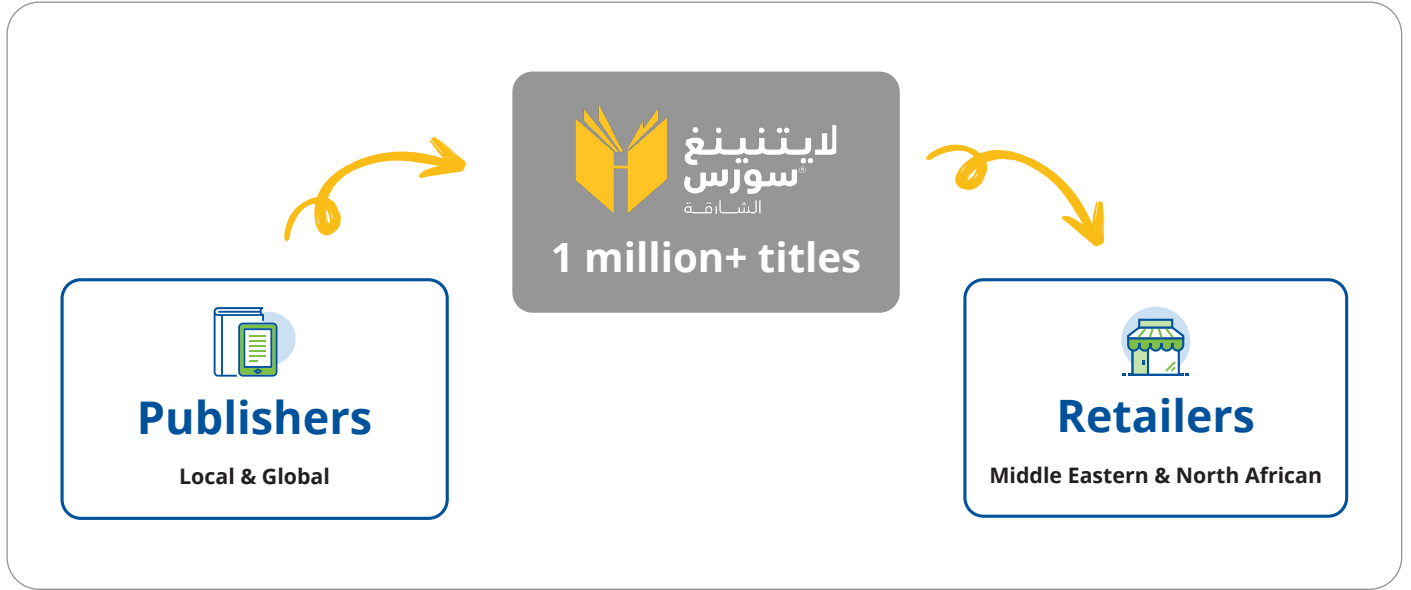 لايتنينغ
سورس®
الشارقة
1 million+ titles
Publishers
Local & Global
Retailers
Middle Eastern & North African